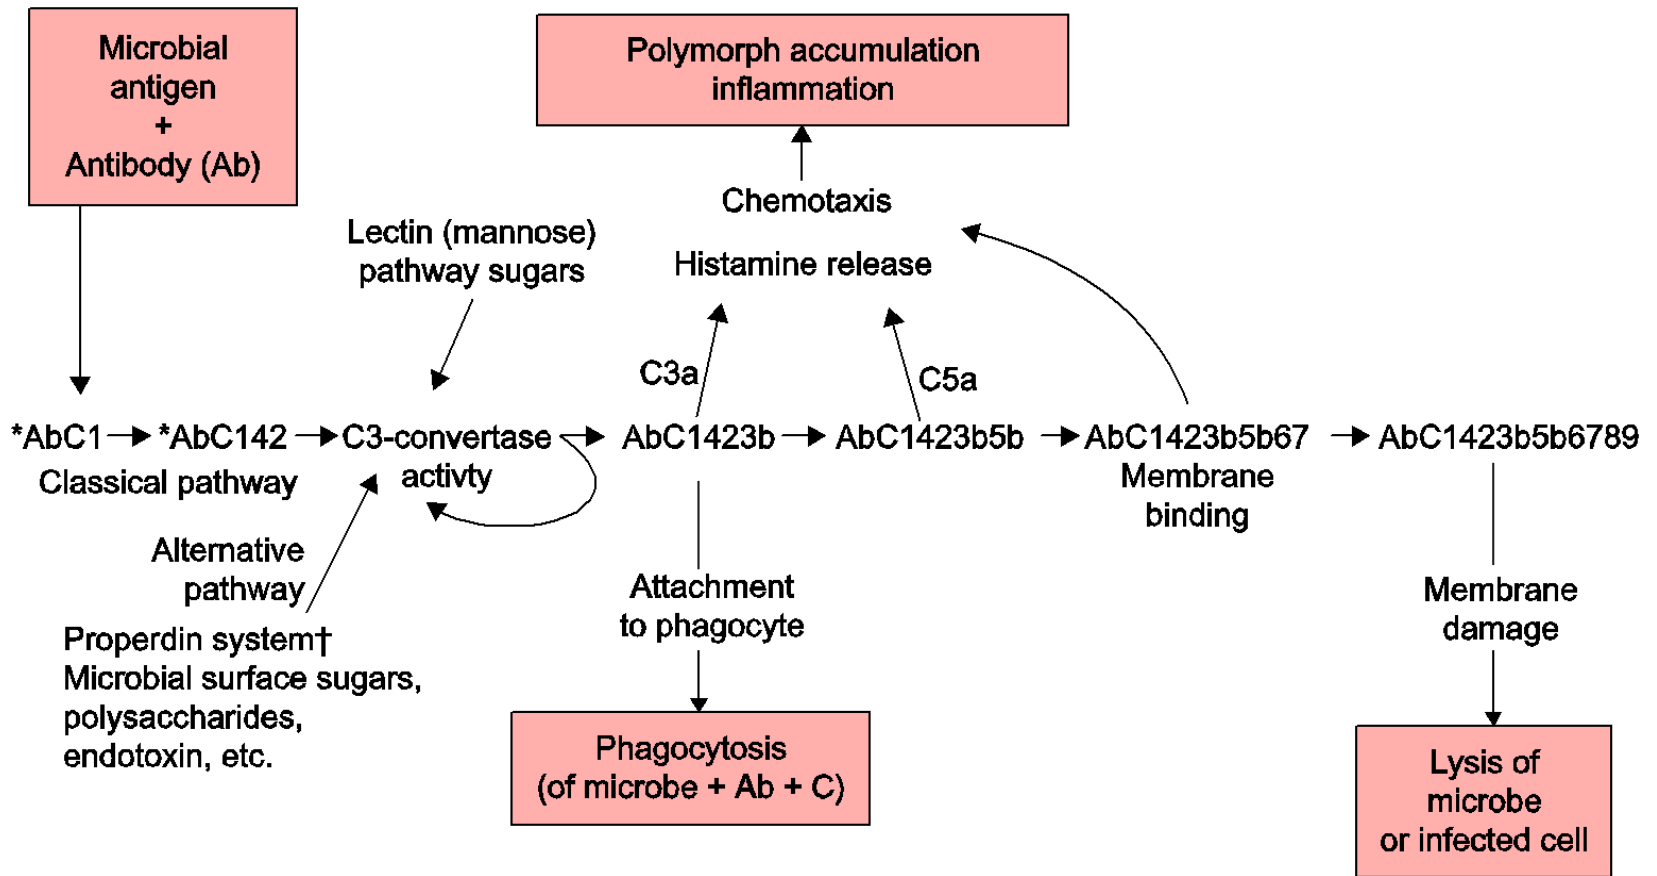 Microbial
antigen
+
Antibody (Ab)
Polymorph accumulation
inflammation
Chemotaxis
Histamine release
Lectin (mannose)
pathway sugars
C3a
C5a
*AbC1
*AbC142
C3-convertase
activty
AbC1423b
AbC1423b5b
AbC1423b5b67
AbC1423b5b6789
Classical pathway
Membrane
binding
Alternative
pathway
Properdin system†
Microbial surface sugars,
polysaccharides,
endotoxin, etc.
Attachment
to phagocyte
Membrane
damage
Phagocytosis
(of microbe + Ab + C)
Lysis of
microbe
or infected cell